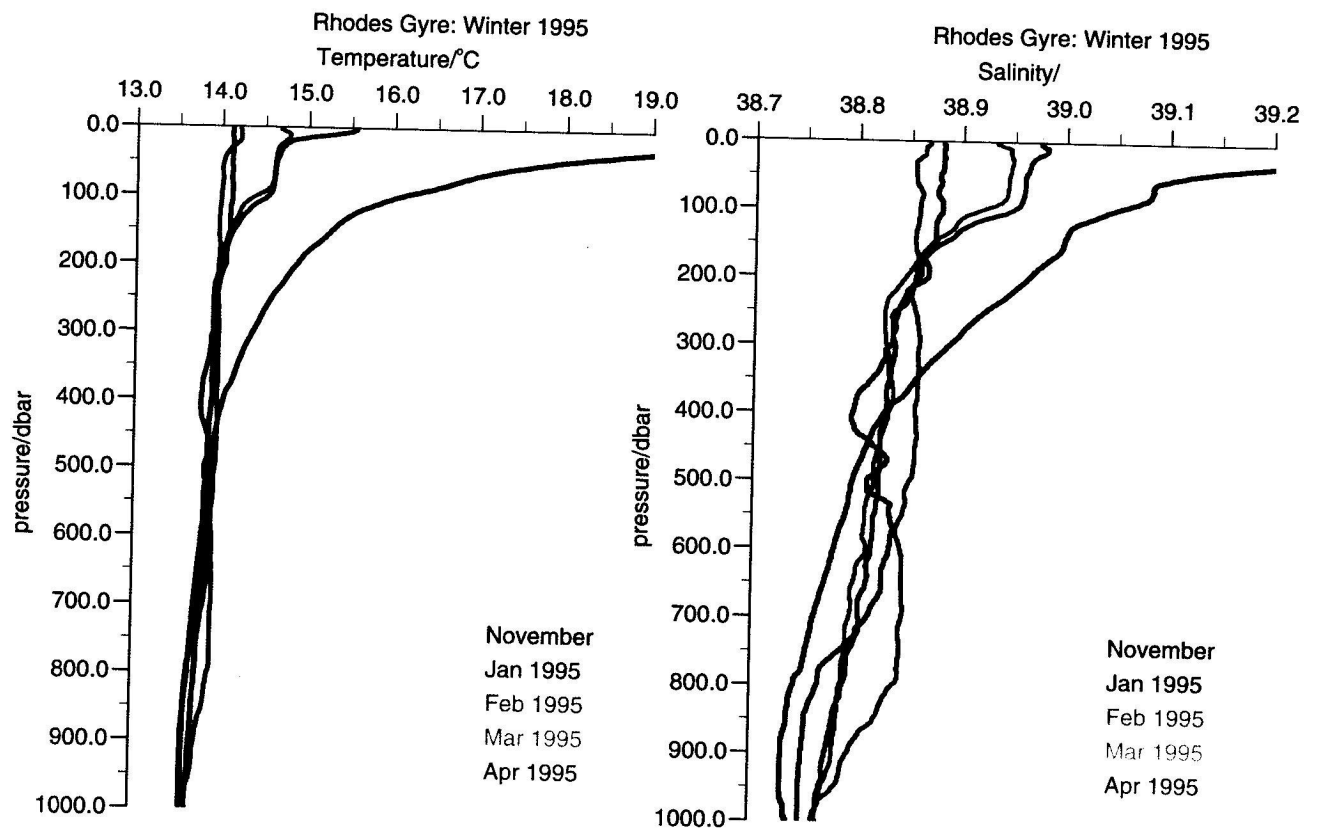 Rhodes Gyre: Winter 1995
Temperature/°C
13.0 14.0 15.0 16.0 17.0 18.0 19.0
0.0
100.0
200.0
300.0
400.0
500.0
600.0
700.0
800.0
900.0
1000.0
pressure/dbar
November
Jan 1995
Feb 1995
Mar 1995
Apr 1995
Rhodes Gyre: Winter 1995
Salinity/
38.7 38.8 38.9 39.0 39.1 39.2
0.0
100.0
200.0
300.0
400.0
500.0
600.0
700.0
800.0
900.0
1000.0
pressure/dbar
November
Jan 1995
Feb 1995
Mar 1995
Apr 1995